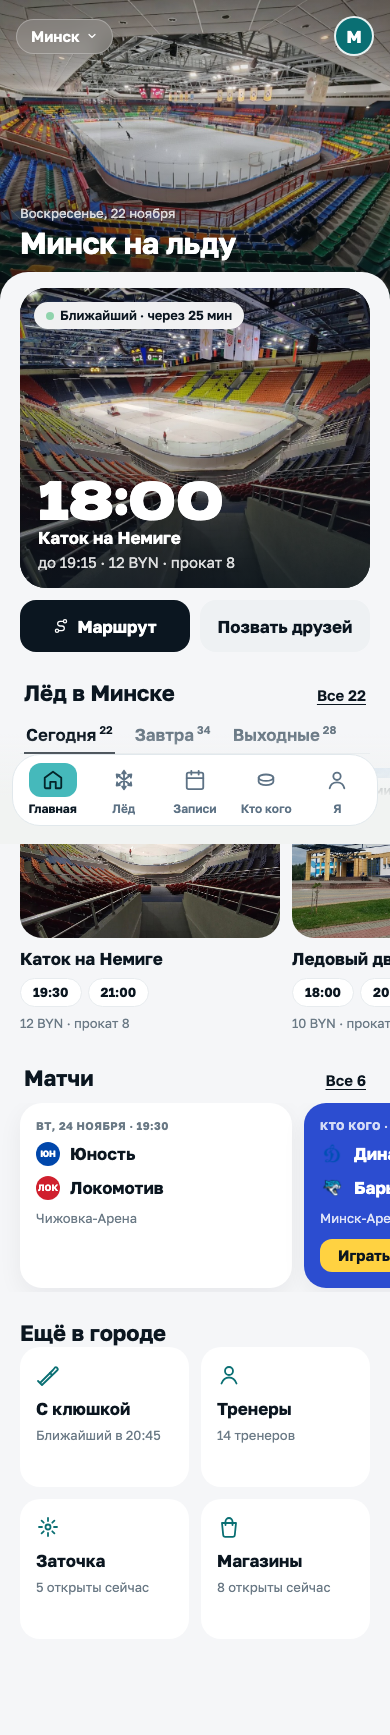 Минск
М
Воскресенье, 22 ноября
Минск на льду
Ближайший · через 25 мин
18:00
Каток на Немиге
до 19:15 · 12 BYN · прокат 8
Маршрут
Позвать друзей
Лёд в Минске
Все 22
Сегодня 22 Завтра 34 Выходные 28
Главная Лёд Записи Кто кого Я
Каток на Немиге
19:30 21:00
12 BYN · прокат 8
Ледовый дв
18:00 20
10 BYN · прокат
Матчи
Все 6
ВТ, 24 НОЯБРЯ · 19:30
ЮН Юность
ЛОК Локомотив
Чижовка-Арена
КТО КОГО ·
Дина
Бары
Минск-Аре
Играть
Ещё в городе
С клюшкой
Ближайший в 20:45
Тренеры
14 тренеров
Заточка
5 открыты сейчас
Магазины
8 открыты сейчас